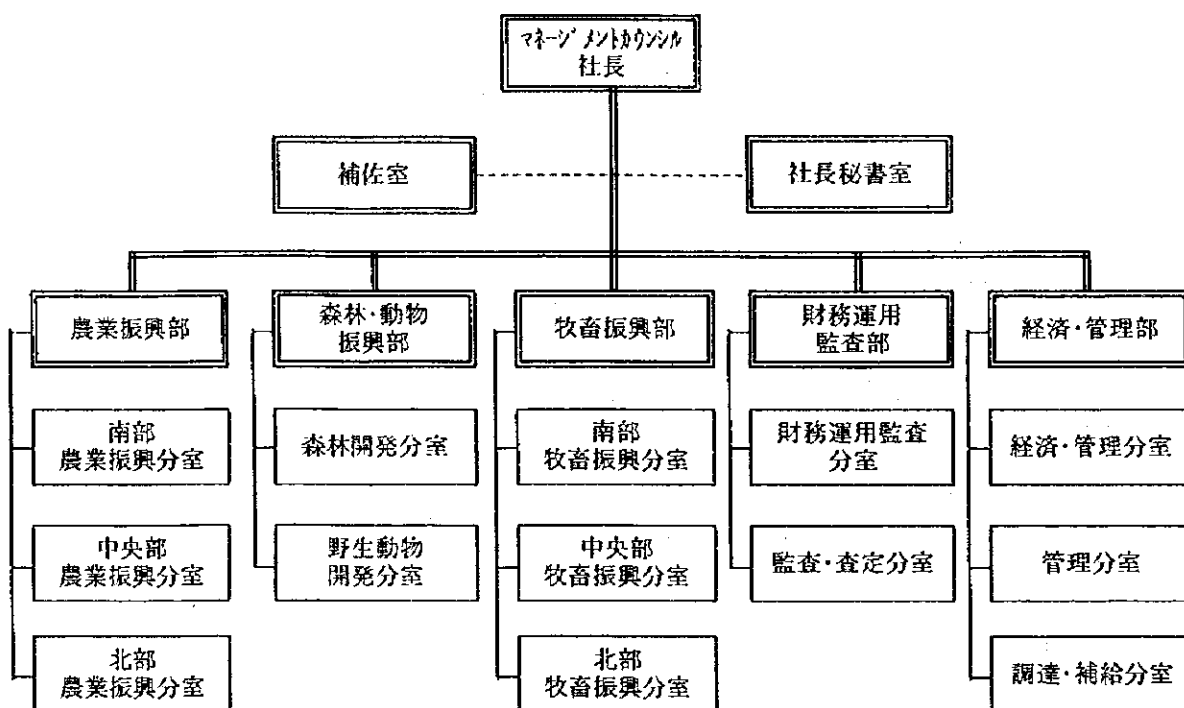 マネージメントカウンシル
社長
補佐室
社長秘書室
農業振興部
森林・動物
振興部
牧畜振興部
財務運用
監査部
経済・管理部
南部
農業振興分室
森林開発分室
南部
牧畜振興分室
財務運用監査
分室
経済・管理分室
中央部
農業振興分室
野生動物
開発分室
中央部
牧畜振興分室
監査・査定分室
管理分室
北部
農業振興分室
北部
牧畜振興分室
調達・補給分室